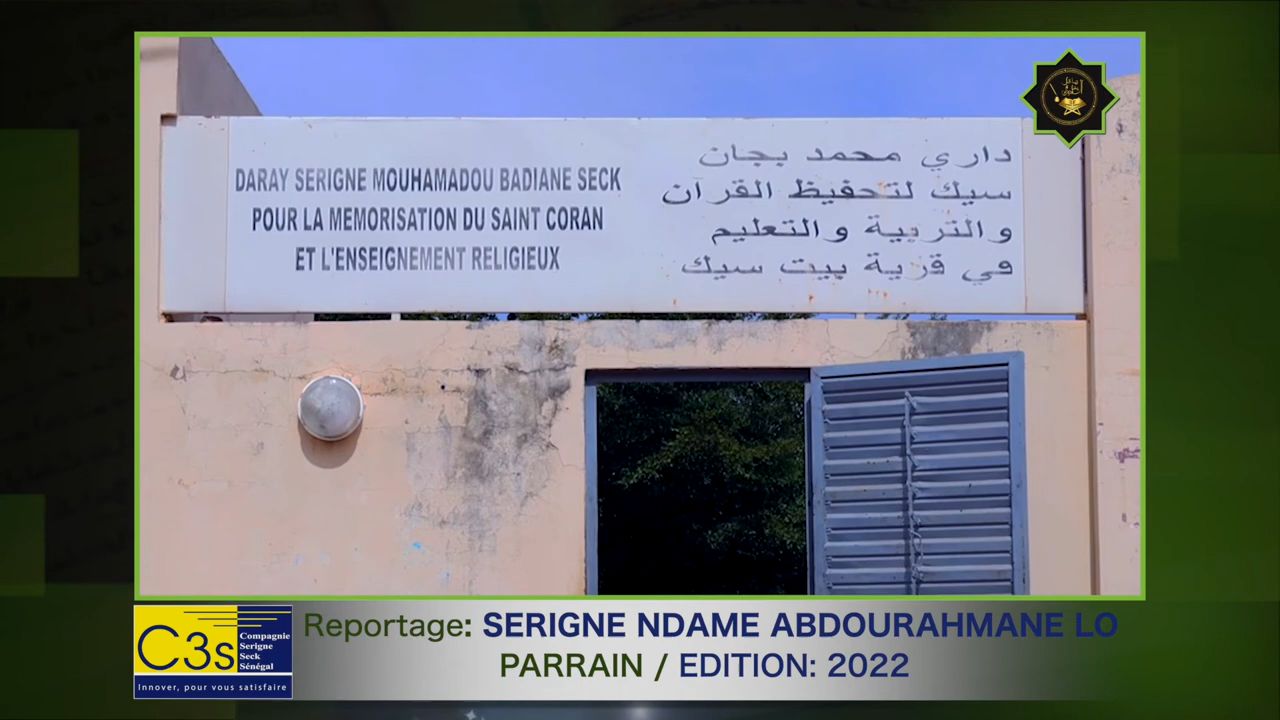 DARAY SERIGNE MOUHAMADOU BADIANE SECK
POUR LA MEMORISATION DU SAINT CORAN
ET L'ENSEIGNEMENT RELIGIEUX
داري محمد بجان
سيك لتحفيظ القرآن
والتربية والتعليم
في قرية بيت سيك
C3s
Compagnie
Serigne
Seck
Sénégal
Innover, pour vous satisfaire
Reportage: SERIGNE NDAME ABDOURAHMANE LO
PARRAIN / EDITION: 2022